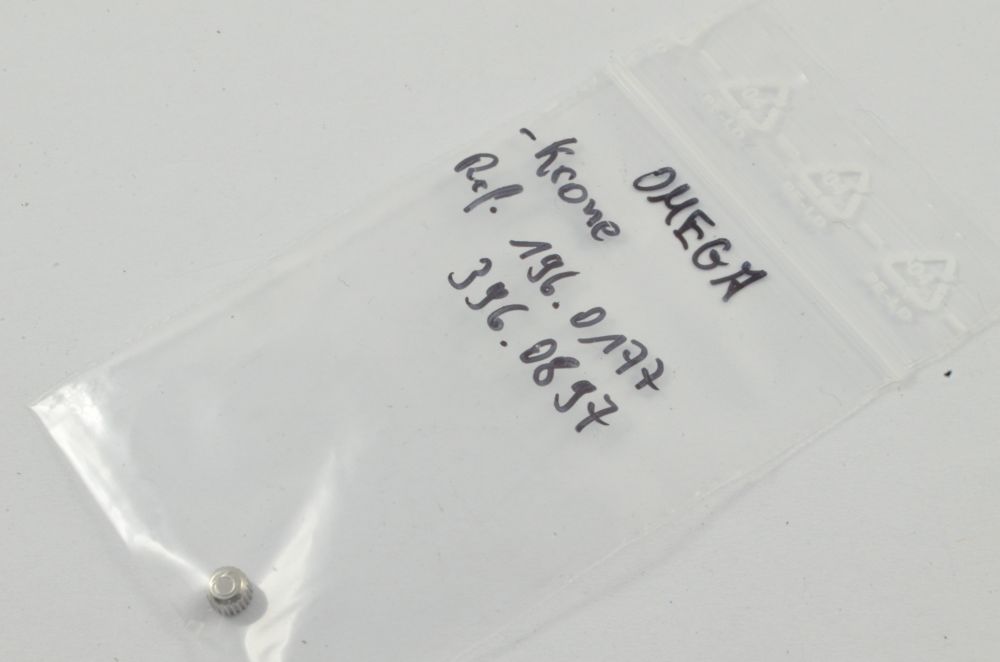 OMEGA
- Krone
Ref. 196.0177
396.0897